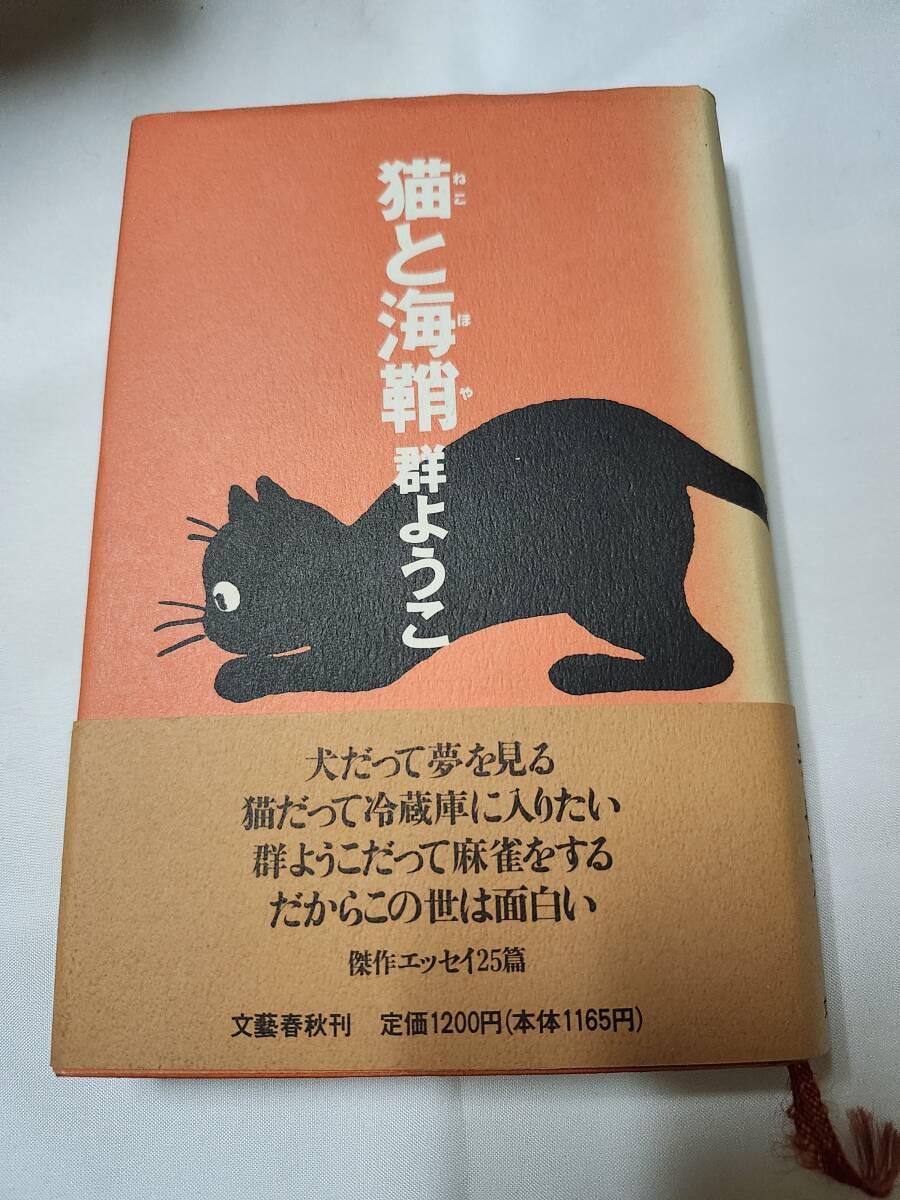 猫と海鞘
ねこ
ほや
群ようこ
犬だって夢を見る
猫だって冷蔵庫に入りたい
群ようこだって麻雀をする
だからこの世は面白い
傑作エッセイ25篇
文藝春秋刊 定価1200円(本体1165円)